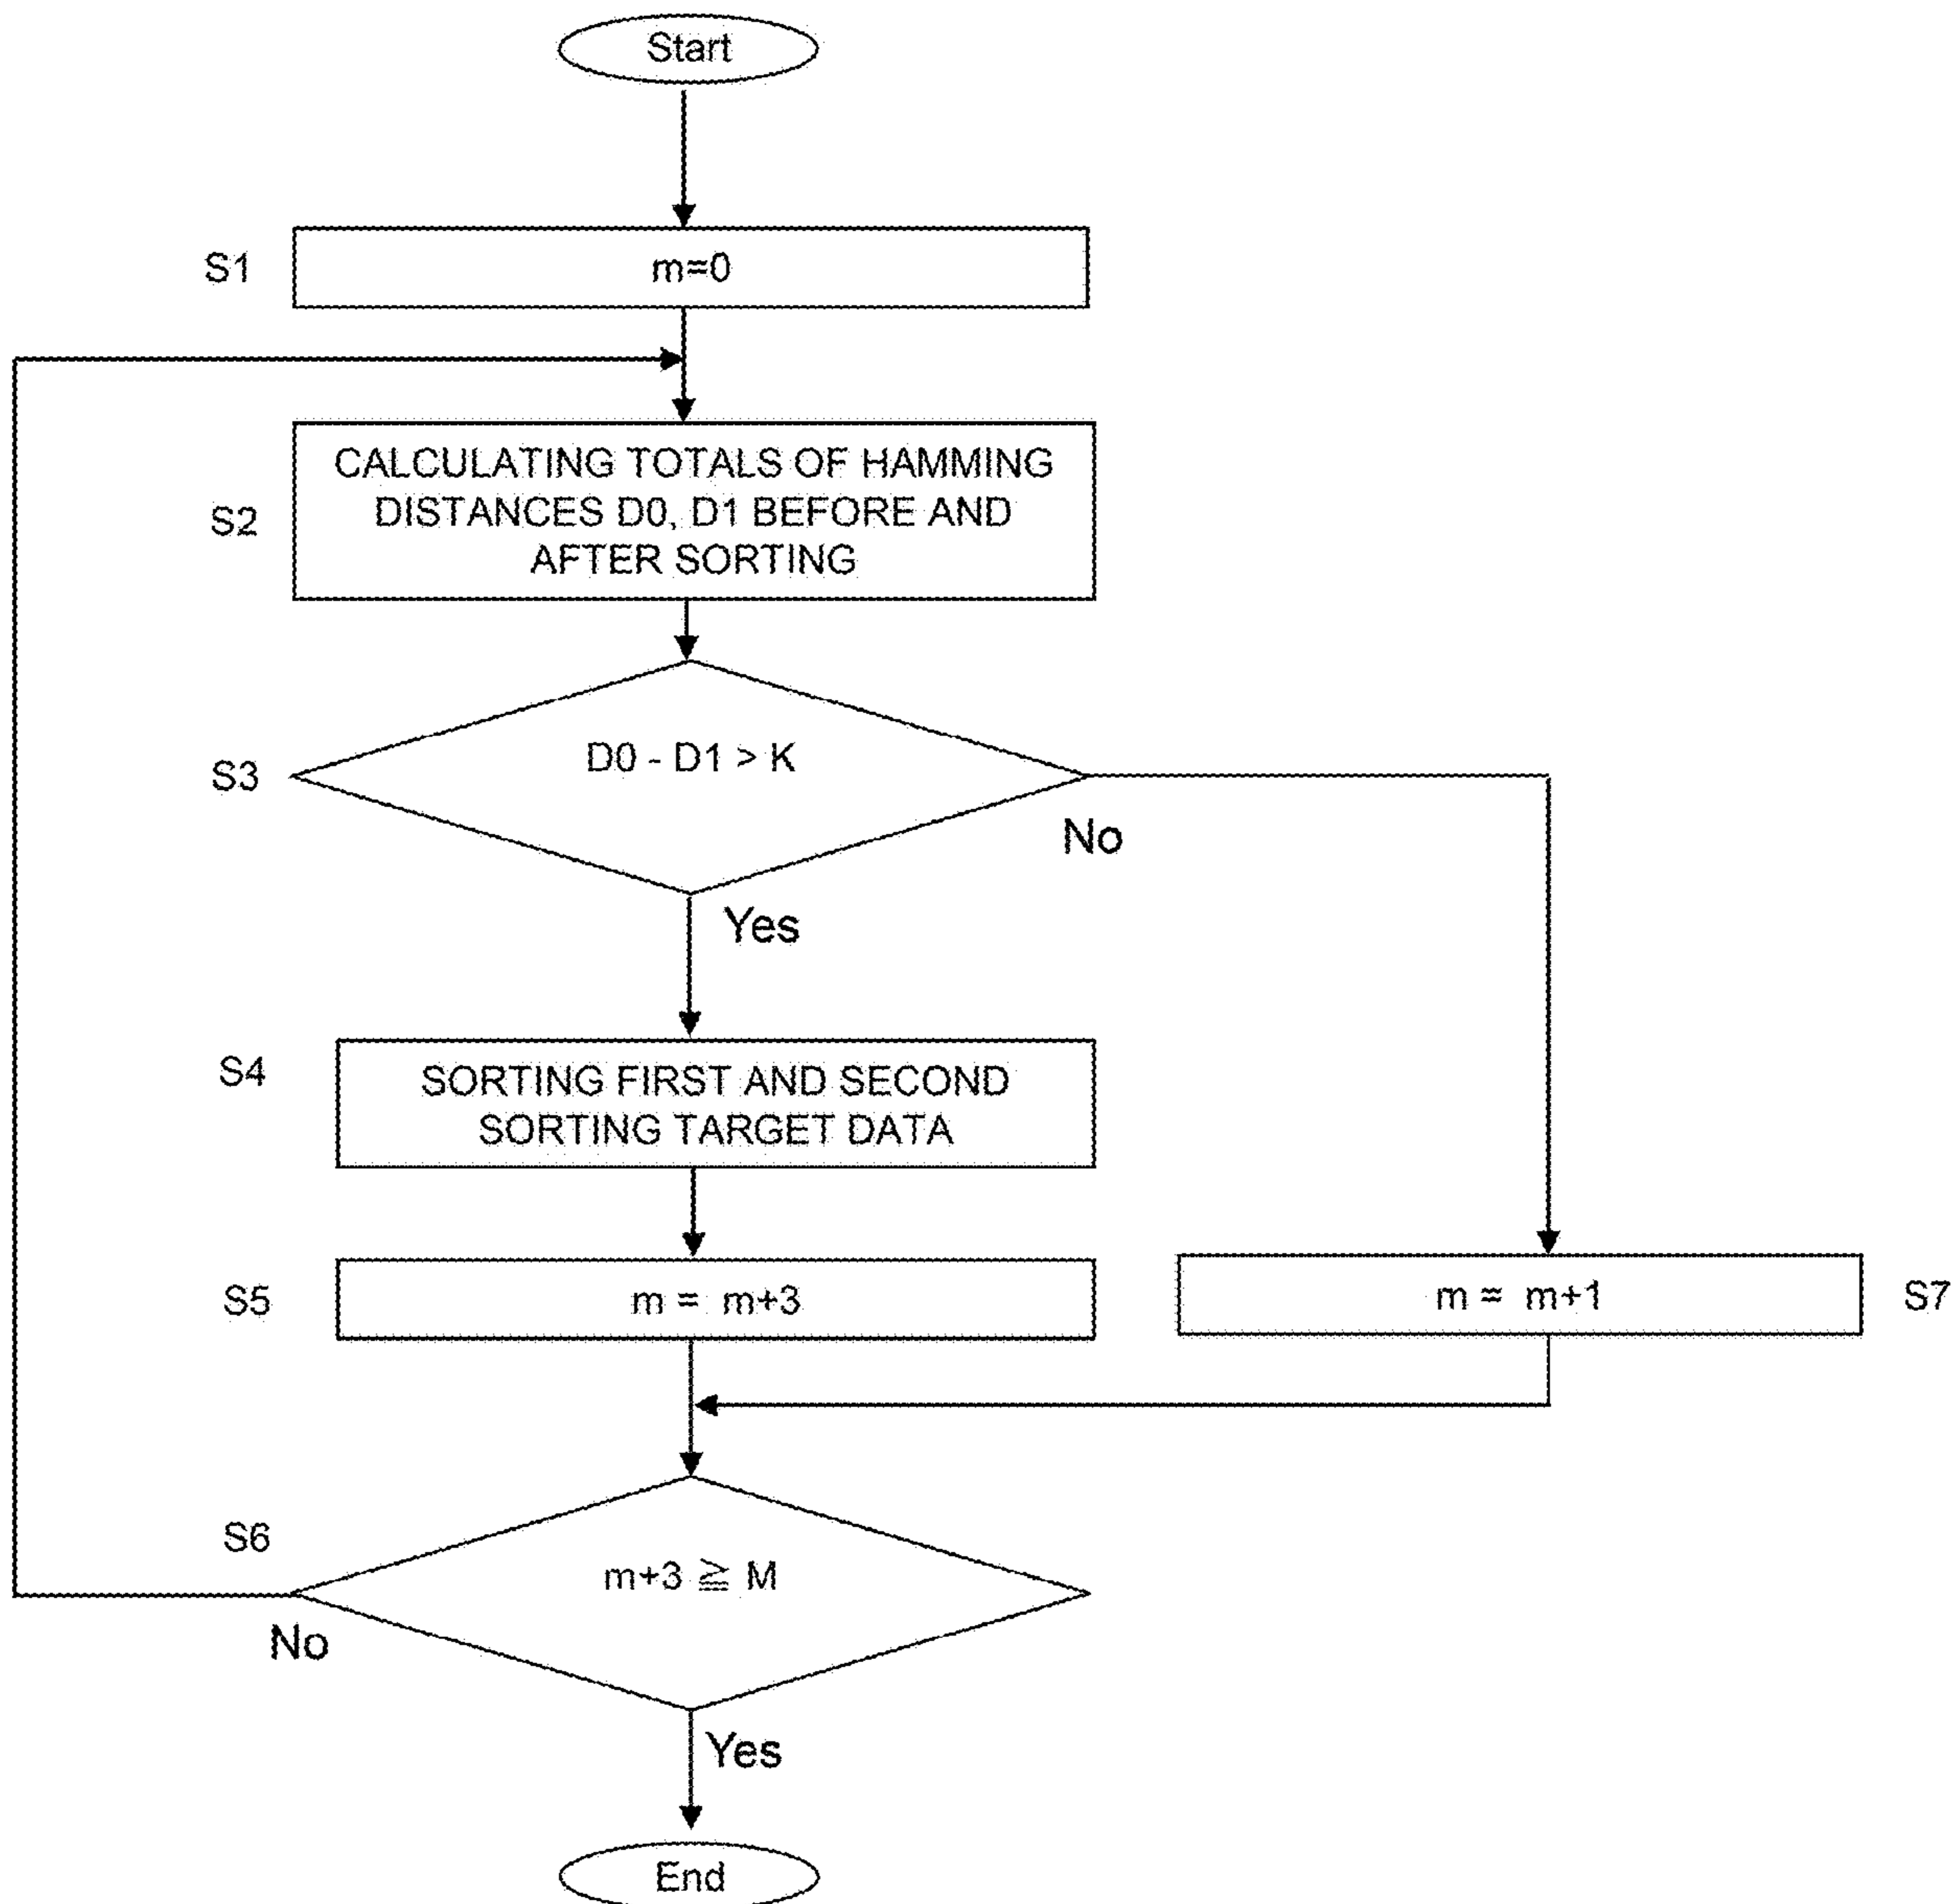 Start
S1
m=0
S2
CALCULATING TOTALS OF HAMMING
DISTANCES D0, D1 BEFORE AND
AFTER SORTING
S3
D0 - D1 > K
No
Yes
S4
SORTING FIRST AND SECOND
SORTING TARGET DATA
S5
m = m+3
m = m+1
S7
S6
m+3 ≧ M
No
Yes
End